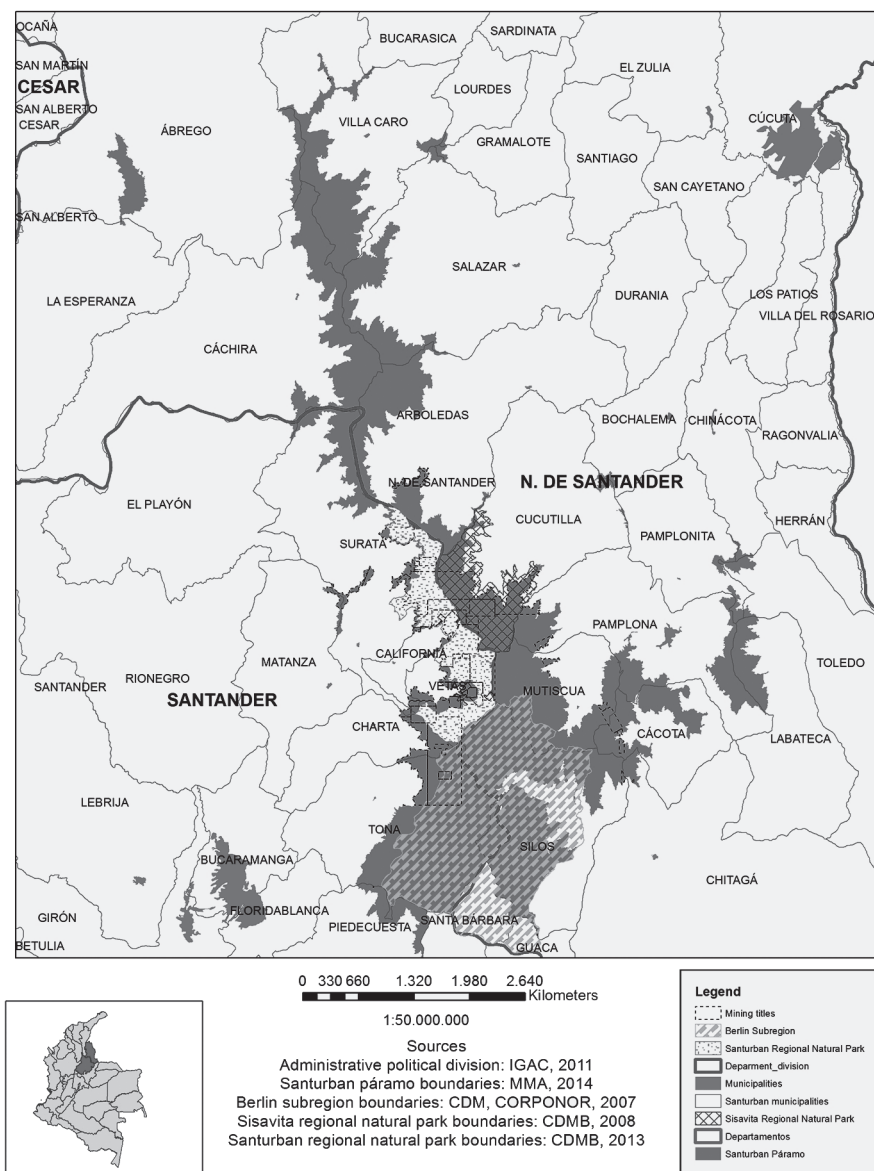 OCAÑA
BUCARASICA
SARDINATA
SAN MARTÍN
EL ZULIA
CESAR
LOURDES
SAN ALBERTO
CESAR
VILLA CARO
CÚCUTA
ÁBREGO
GRAMALOTE
SANTIAGO
SAN CAYETANO
SAN ALBERTO
SALAZAR
LA ESPERANZA
DURANIA
LOS PATIOS
VILLA DEL ROSARIO
CÁCHIRA
ARBOLEDAS
BOCHALEMA
CHINÁCOTA
RAGONVALIA
N. DE SANTANDER
N. DE SANTANDER
EL PLAYÓN
CUCUTILLA
HERRÁN
SURATÁ
PAMPLONITA
PAMPLONA
CALIFORNIA
MATANZA
TOLEDO
RIONEGRO
SANTANDER
VETAS
MUTISCUA
SANTANDER
CHARTA
CÁCOTA
LABATECA
LEBRIJA
TONA
SILOS
BUCARAMANGA
CHITAGÁ
GIRÓN
FLORIDABLANCA
SANTA BÁRBARA
PIEDECUESTA
BETULIA
GUACA
0 330 660 1.320 1.980 2.640
Kilometers
1:50.000.000
Sources
Administrative political division: IGAC, 2011
Santurban páramo boundaries: MMA, 2014
Berlin subregion boundaries: CDM, CORPONOR, 2007
Sisavita regional natural park boundaries: CDMB, 2008
Santurban regional natural park boundaries: CDMB, 2013
Legend
Mining titles
Berlin Subregion
Santurban Regional Natural Park
Deparment_division
Municipalities
Santurban municipalities
Sisavita Regional Natural Park
Departamentos
Santurban Páramo